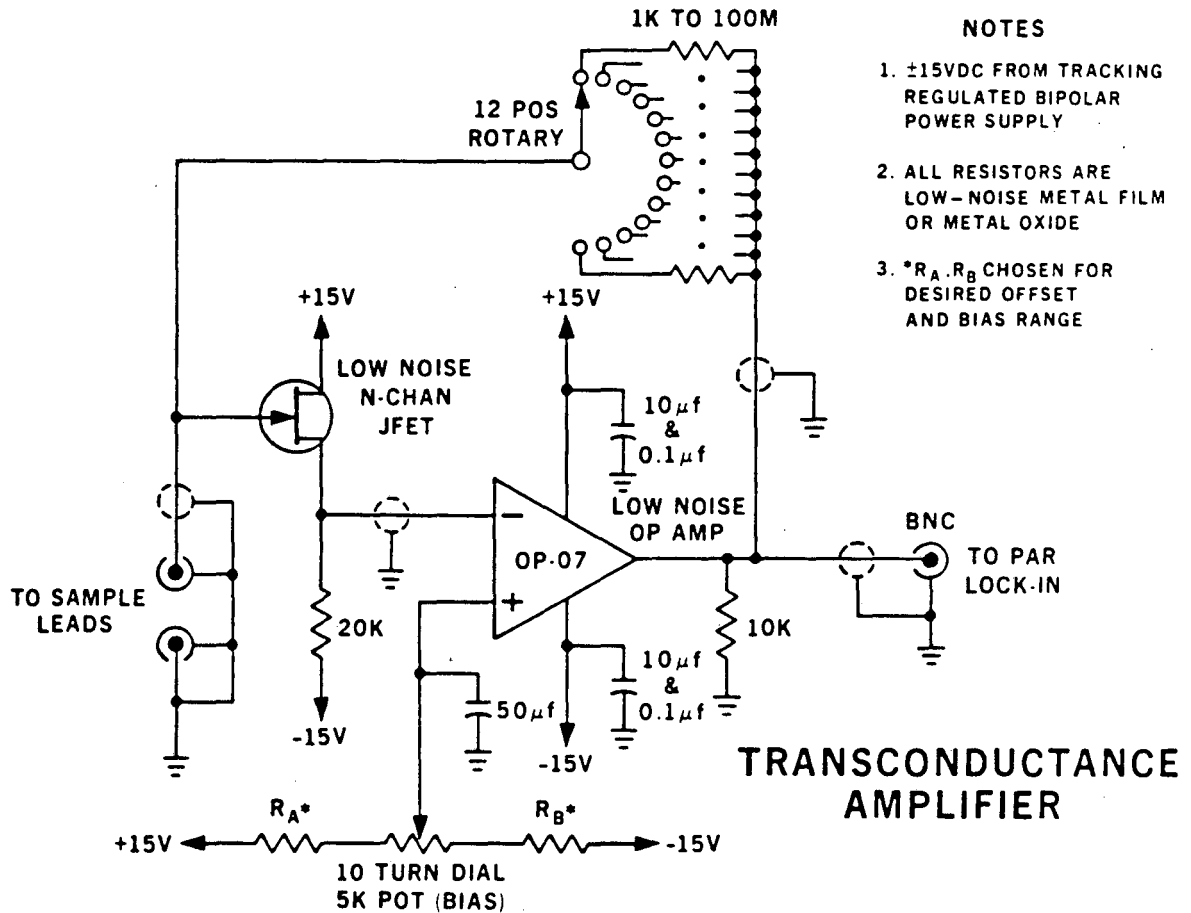 1K TO 100M
NOTES
1. ±15VDC FROM TRACKING
REGULATED BIPOLAR
POWER SUPPLY
12 POS
ROTARY
2. ALL RESISTORS ARE
LOW-NOISE METAL FILM
OR METAL OXIDE
3. *RA.RB CHOSEN FOR
DESIRED OFFSET
AND BIAS RANGE
+15V
+15V
LOW NOISE
N-CHAN
JFET
10μf
&
0.1μf
LOW NOISE
OP AMP
BNC
−
OP-07
+
TO PAR
LOCK-IN
TO SAMPLE
LEADS
20K
10K
10μf
&
0.1μf
50μf
-15V
-15V
TRANSCONDUCTANCE
AMPLIFIER
RA*
RB*
+15V
-15V
10 TURN DIAL
5K POT (BIAS)